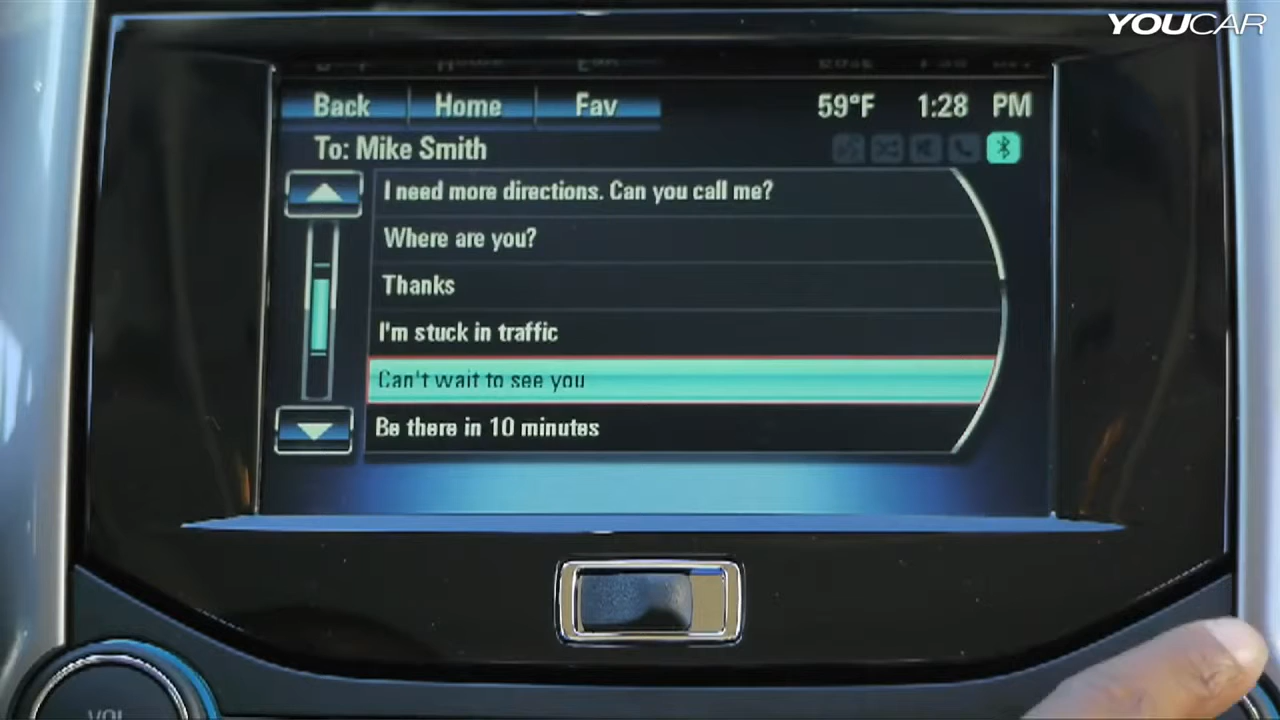 YOUCAR
Back Home Fav 59°F 1:28 PM
To: Mike Smith
I need more directions. Can you call me?
Where are you?
Thanks
I'm stuck in traffic
Can't wait to see you
Be there in 10 minutes
VOL